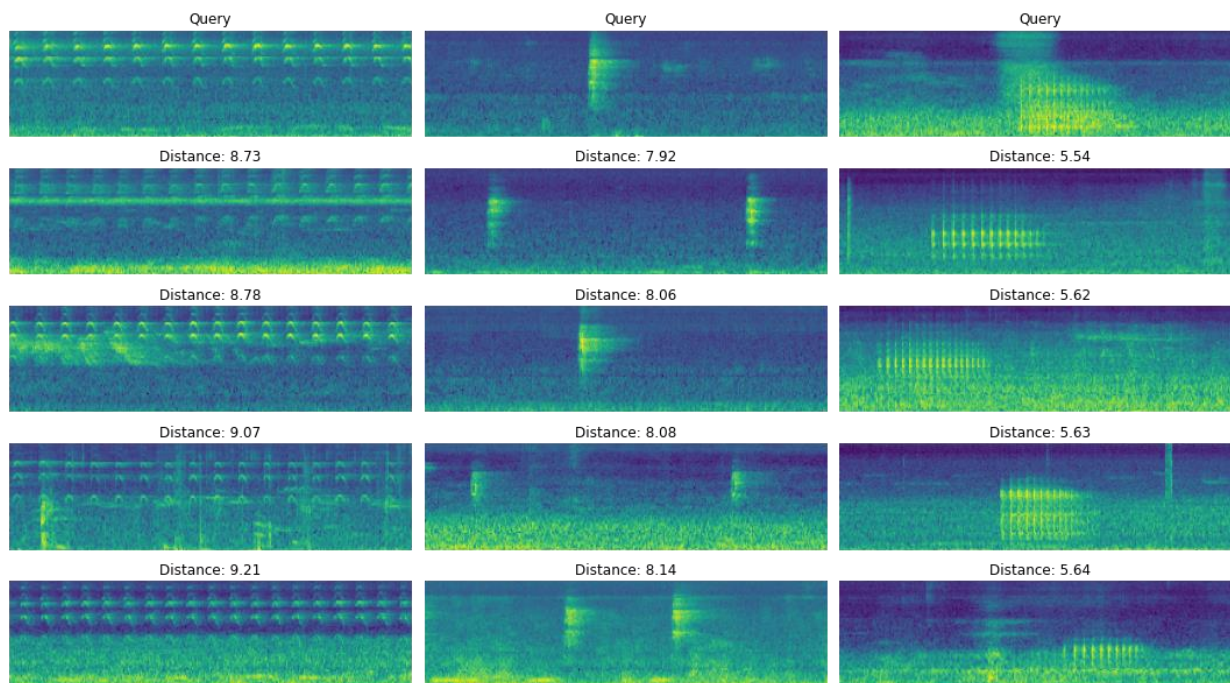 Query Query Query
Distance: 8.73 Distance: 7.92 Distance: 5.54
Distance: 8.78 Distance: 8.06 Distance: 5.62
Distance: 9.07 Distance: 8.08 Distance: 5.63
Distance: 9.21 Distance: 8.14 Distance: 5.64